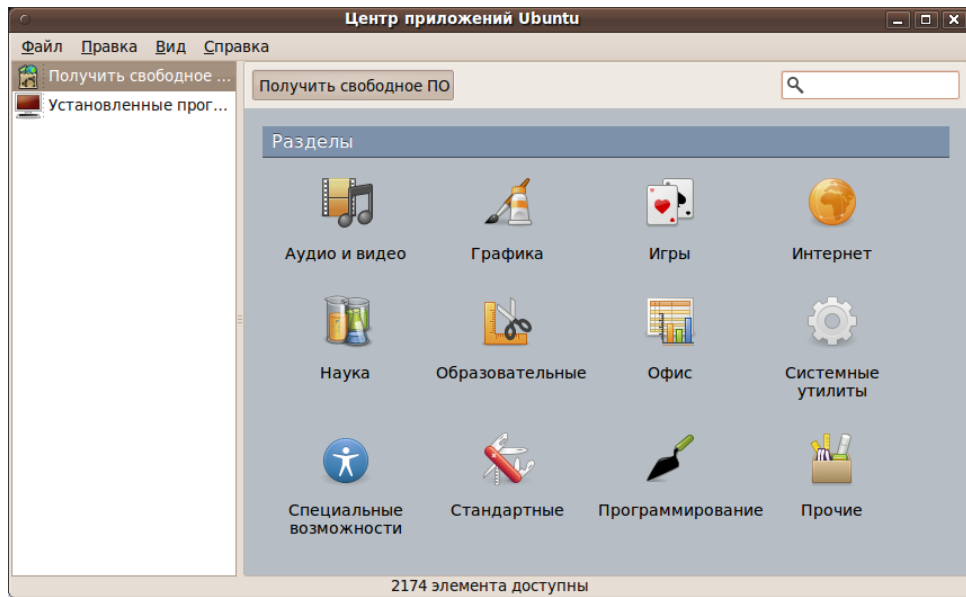 Центр приложений Ubuntu
Файл Правка Вид Справка
Получить свободное ...
Установленные прог...
Получить свободное ПО
Разделы
Аудио и видео
Графика
Игры
Интернет
Наука
Образовательные
Офис
Системные
утилиты
Специальные
возможности
Стандартные
Программирование
Прочие
2174 элемента доступны